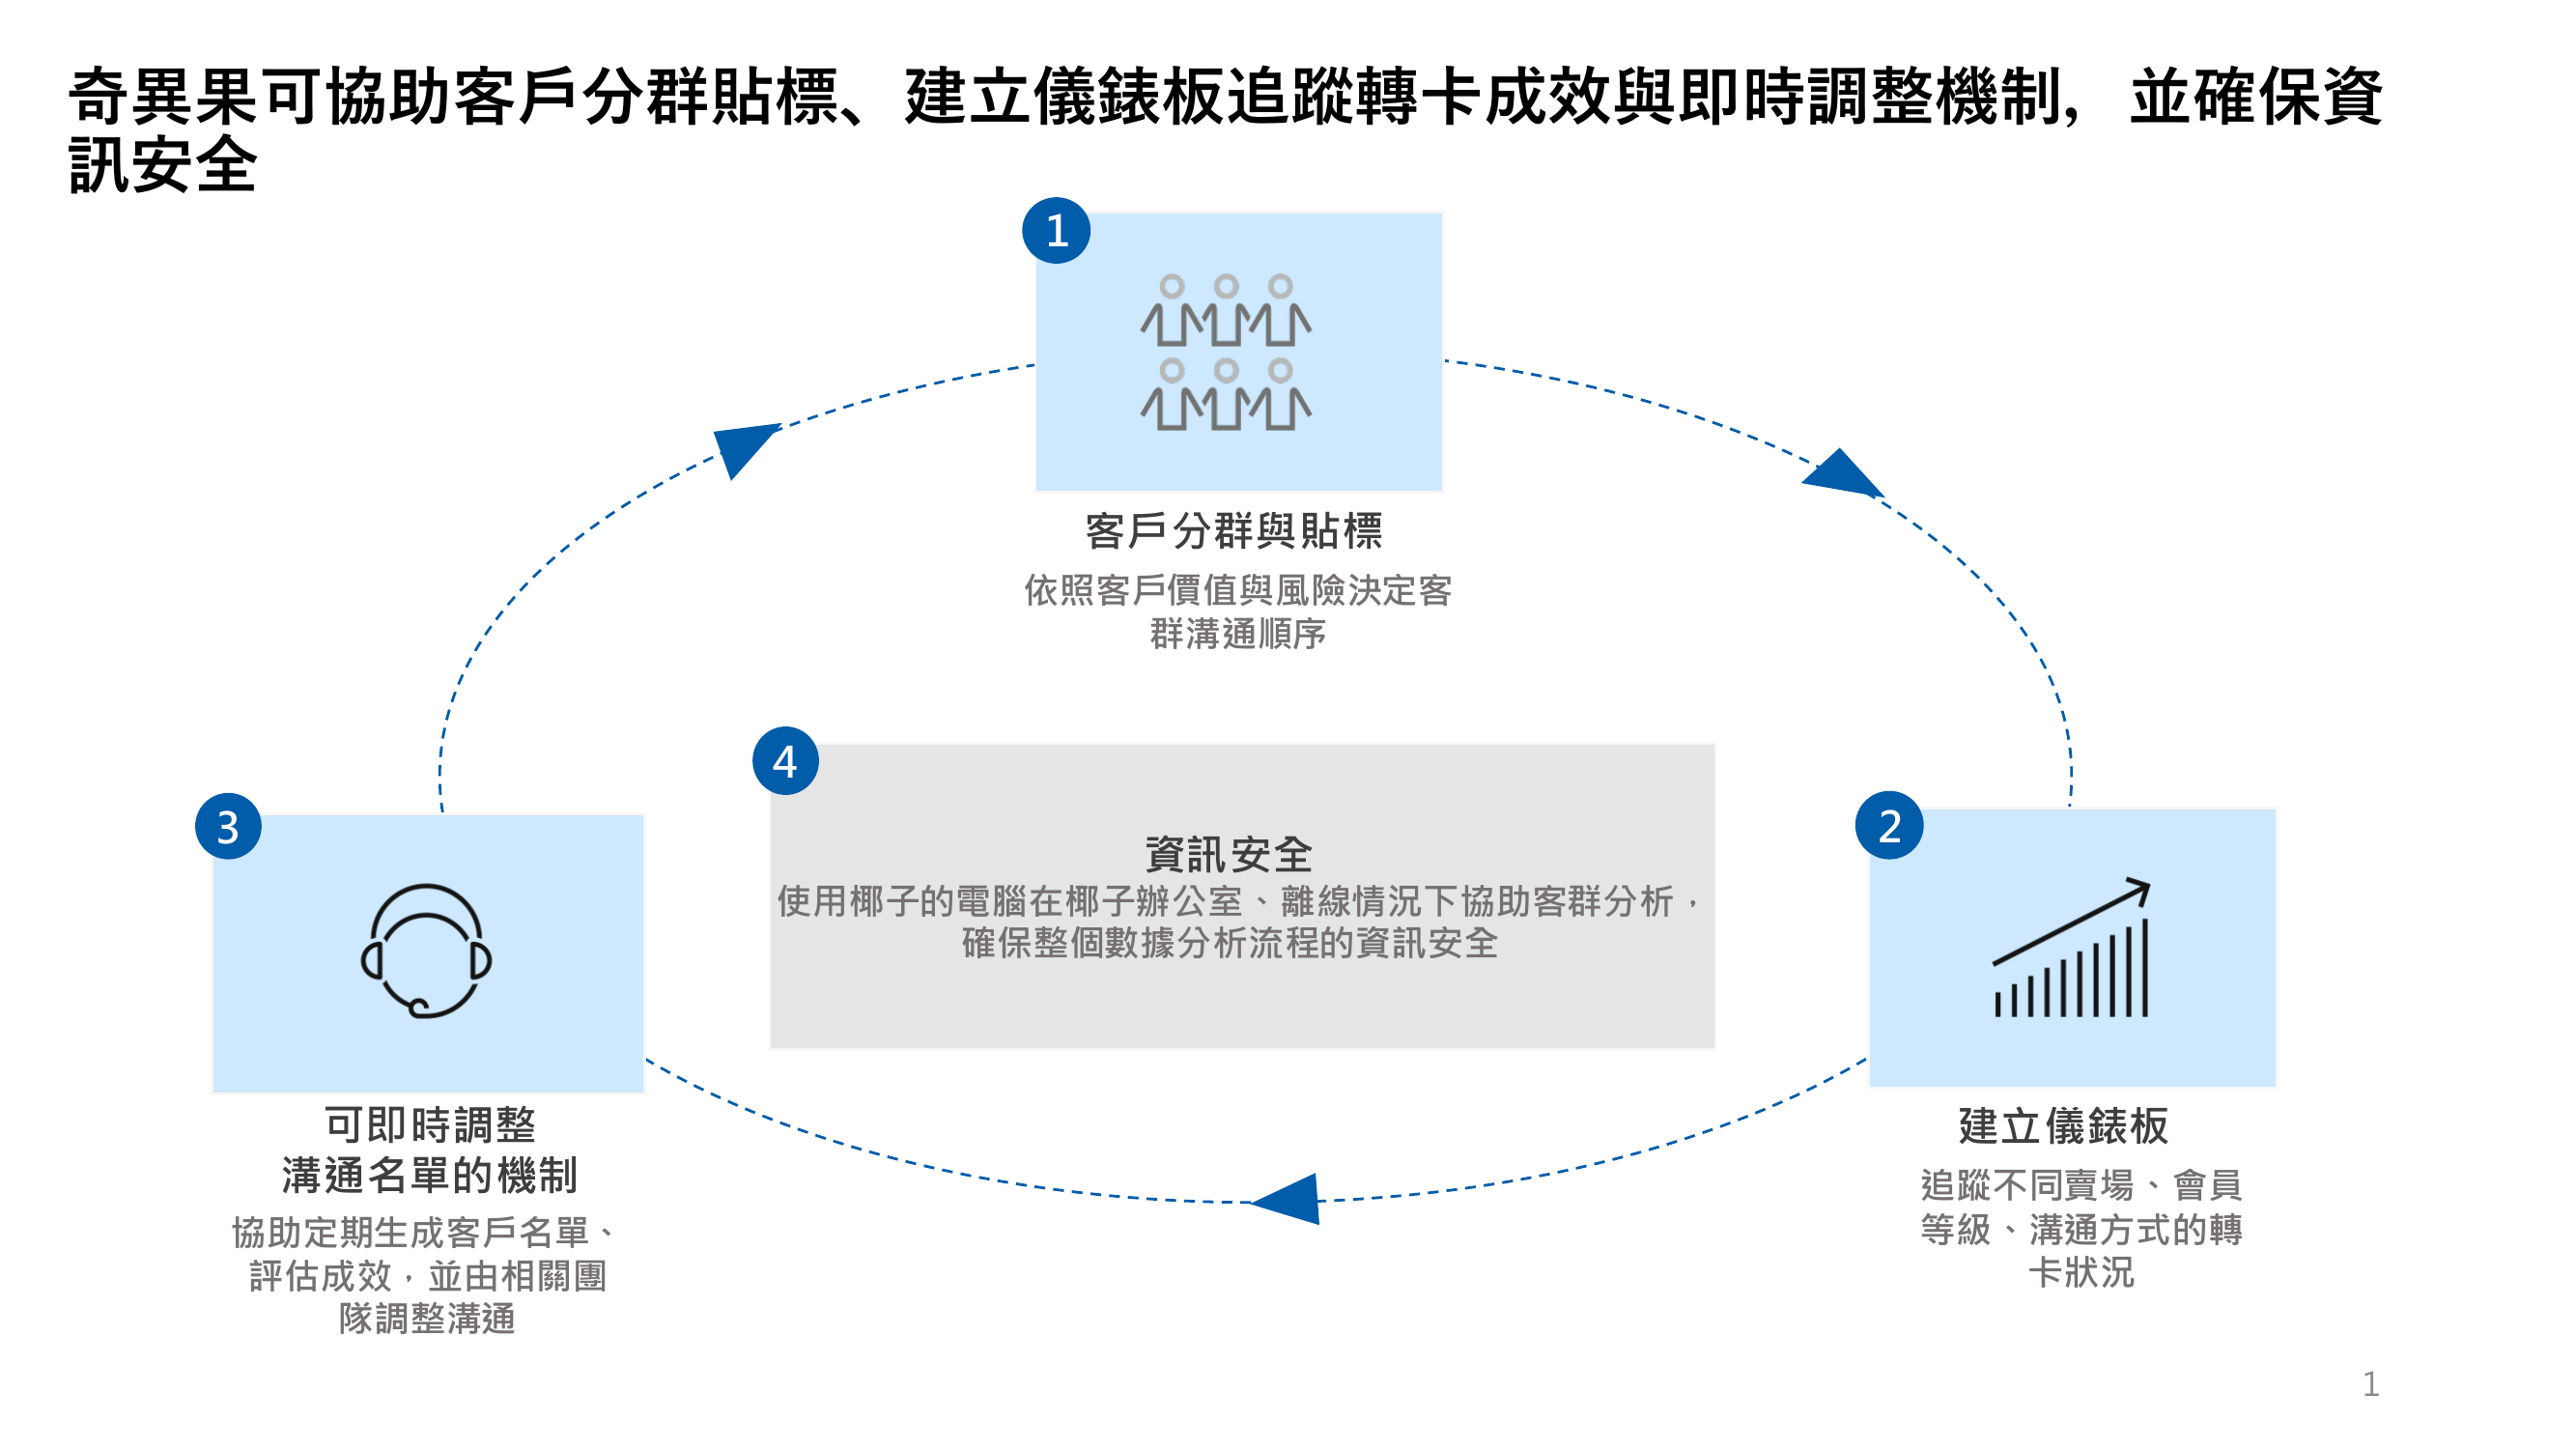 奇異果可協助客戶分群貼標、建立儀錶板追蹤轉卡成效與即時調整機制，並確保資
訊安全
1
客戶分群與貼標
依照客戶價值與風險決定客
群溝通順序
2
建立儀錶板
追蹤不同賣場、會員
等級、溝通方式的轉
卡狀況
3
可即時調整
溝通名單的機制
協助定期生成客戶名單、
評估成效，並由相關團
隊調整溝通
4
資訊安全
使用椰子的電腦在椰子辦公室、離線情況下協助客群分析，
確保整個數據分析流程的資訊安全
1